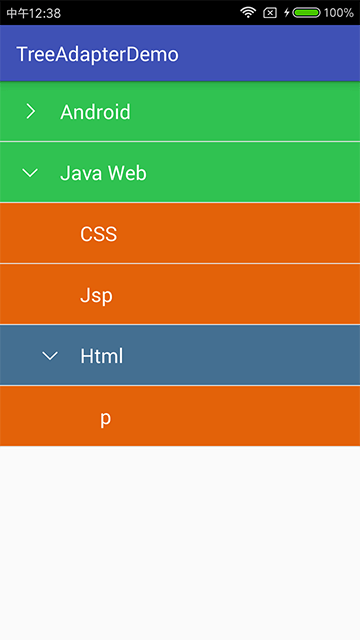 中午12:38 100%
TreeAdapterDemo
Android
Java Web
CSS
Jsp
Html
p